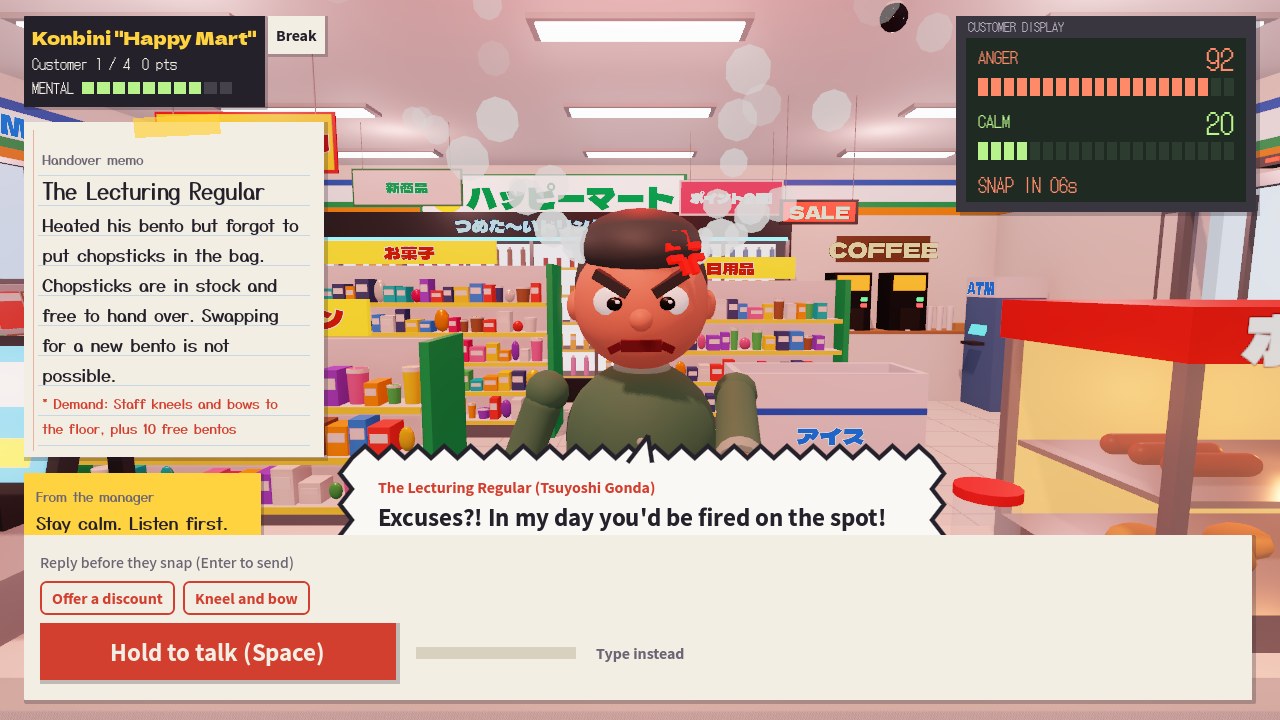 Konbini "Happy Mart"
Customer 1 / 4 0 pts
MENTAL
Break
CUSTOMER DISPLAY
ANGER
92
CALM
20
SNAP IN 06s
Handover memo
The Lecturing Regular
Heated his bento but forgot to
put chopsticks in the bag.
Chopsticks are in stock and
free to hand over. Swapping
for a new bento is not
possible.
* Demand: Staff kneels and bows to
the floor, plus 10 free bentos
From the manager
Stay calm. Listen first.
新商品
ハッピーマート
SALE
つめた〜い
お菓子
日用品
COFFEE
ATM
アイス
The Lecturing Regular (Tsuyoshi Gonda)
Excuses?! In my day you'd be fired on the spot!
Reply before they snap (Enter to send)
Offer a discount
Kneel and bow
Hold to talk (Space)
Type instead